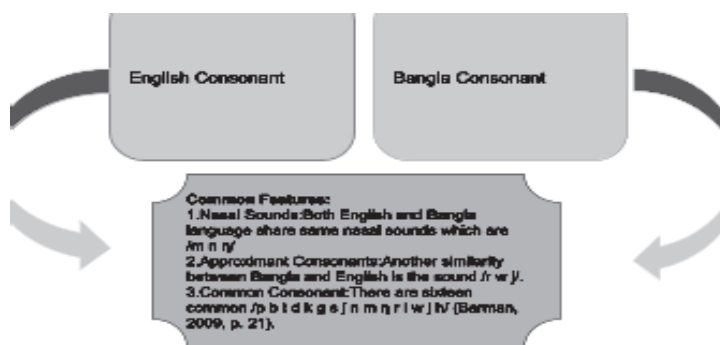 English Consonant
Bangla Consonant
Common Features:
1.Nasal Sounds:Both English and Bangla
language share same nasal sounds which are
/m n ŋ/
2.Approximant Consonants:Another similarity
between Bangla and English is the sound /r w j/.
3.Common Consonant:There are sixteen
common /p b t d k g s ʃ n m ŋ r l w j h/ (Barman,
2009, p. 21).